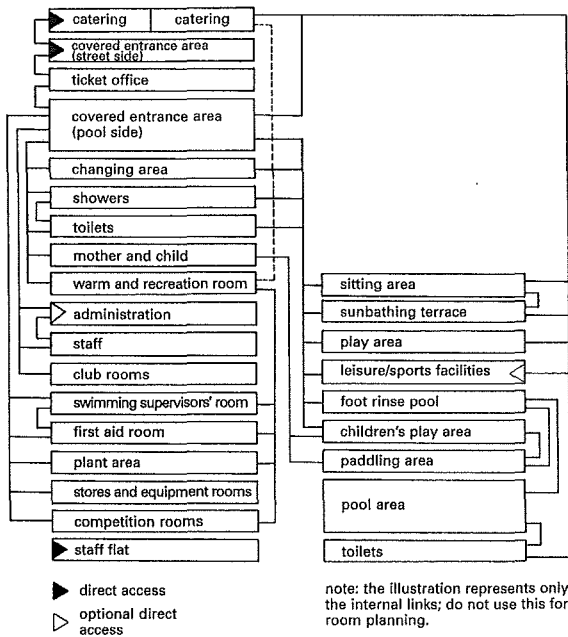 catering
catering
covered entrance area
(street side)
ticket office
covered entrance area
(pool side)
changing area
showers
toilets
mother and child
warm and recreation room
administration
staff
club rooms
swimming supervisors' room
first aid room
plant area
stores and equipment rooms
competition rooms
staff flat
direct access
optional direct
access
sitting area
sunbathing terrace
play area
leisure/sports facilities
foot rinse pool
children's play area
paddling area
pool area
toilets
note: the illustration represents only
the internal links; do not use this for
room planning.